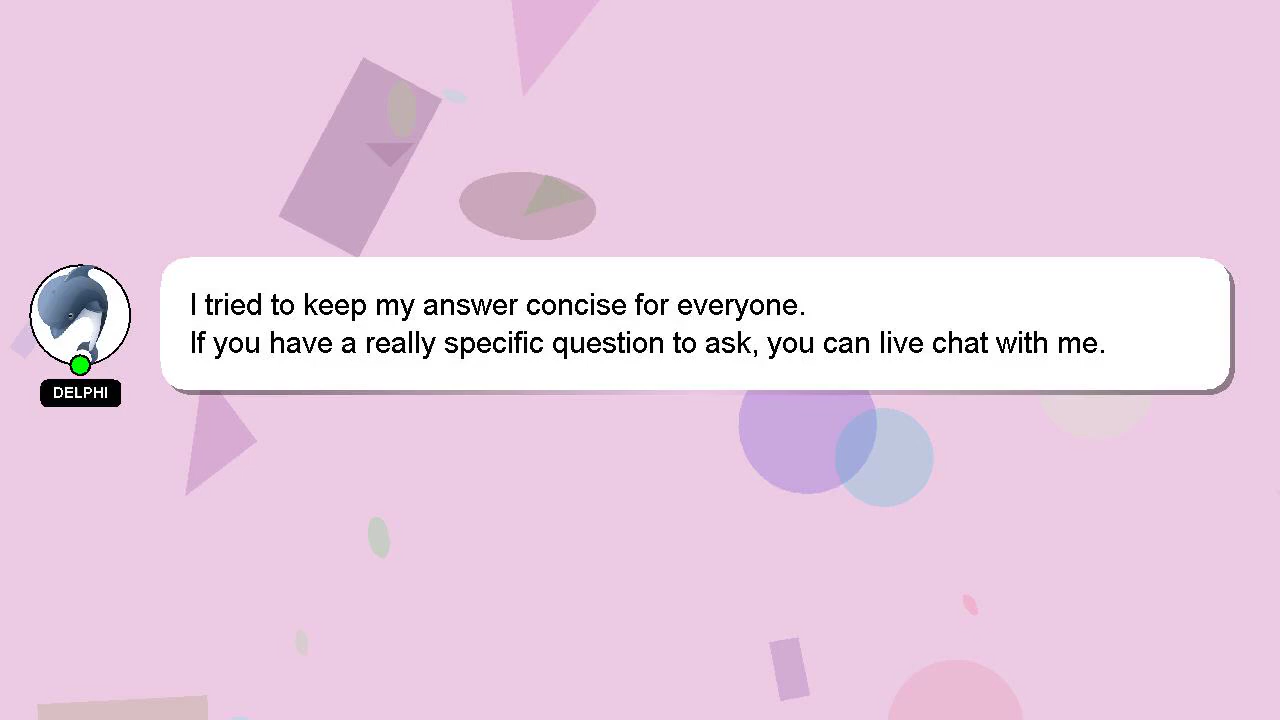 I tried to keep my answer concise for everyone.
If you have a really specific question to ask, you can live chat with me.
DELPHI